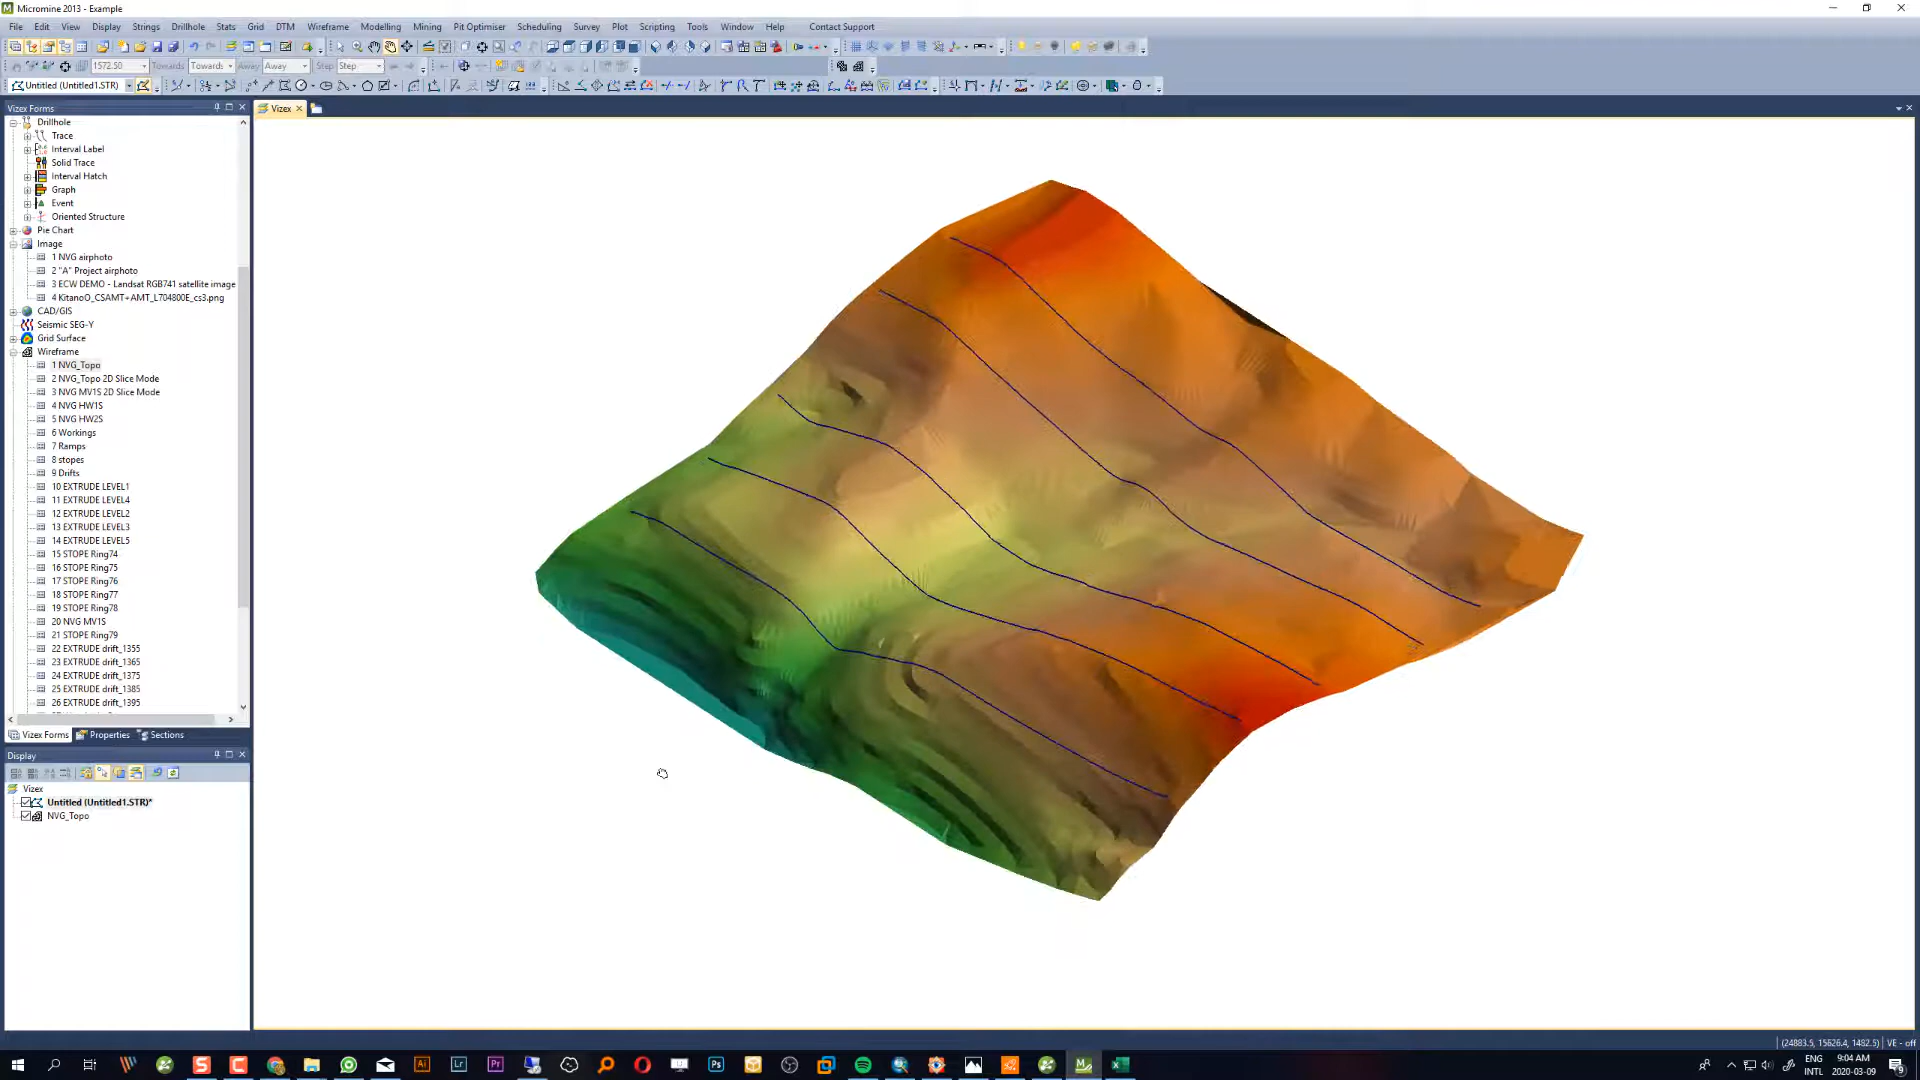 Micromine 2013 - Example
File Edit View Display Strings Drillhole Stats Grid DTM Wireframe Modelling Mining Pit Optimiser Scheduling Survey Plot Scripting Tools Window Help Contact Support
1572.50 Towards Towards Away Away Step Step
Untitled (Untitled1.STR)
Vizex Forms
Vizex
Drillhole
Trace
Interval Label
Solid Trace
Interval Hatch
Graph
Event
Oriented Structure
Pie Chart
Image
1 NVG airphoto
2 "A" Project airphoto
3 ECW DEMO - Landsat RGB741 satellite image
4 KitanoO_CSAMT+AMT_L704800E_cs3.png
CAD/GIS
Seismic SEG-Y
Grid Surface
Wireframe
1 NVG_Topo
2 NVG_Topo 2D Slice Mode
3 NVG MV1S 2D Slice Mode
4 NVG HW1S
5 NVG HW2S
6 Workings
7 Ramps
8 stopes
9 Drifts
10 EXTRUDE LEVEL1
11 EXTRUDE LEVEL4
12 EXTRUDE LEVEL2
13 EXTRUDE LEVEL3
14 EXTRUDE LEVEL5
15 STOPE Ring74
16 STOPE Ring75
17 STOPE Ring76
18 STOPE Ring77
19 STOPE Ring78
20 NVG MV1S
21 STOPE Ring79
22 EXTRUDE drift_1355
23 EXTRUDE drift_1365
24 EXTRUDE drift_1375
25 EXTRUDE drift_1385
26 EXTRUDE drift_1395
Vizex Forms Properties Sections
Display
Vizex
Untitled (Untitled1.STR)*
NVG_Topo
(24883.5, 15626.4, 1482.5) VE - off
ENG
INTL
9:04 AM
2020-03-09